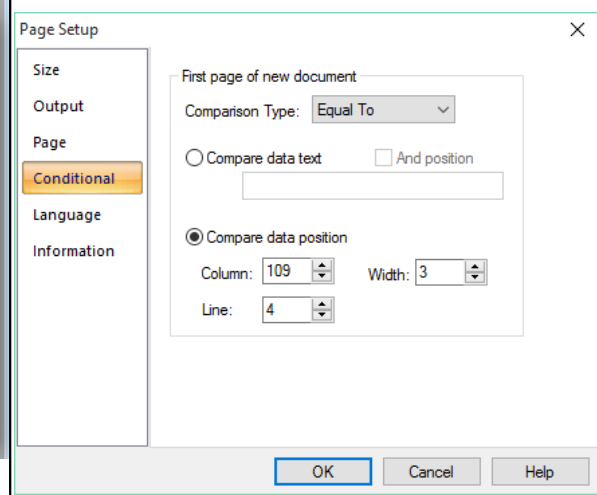 Page Setup
Size
Output
Page
Conditional
Language
Information
First page of new document
Comparison Type: Equal To
Compare data text And position
Compare data position
Column: 109 Width: 3
Line: 4
OK Cancel Help